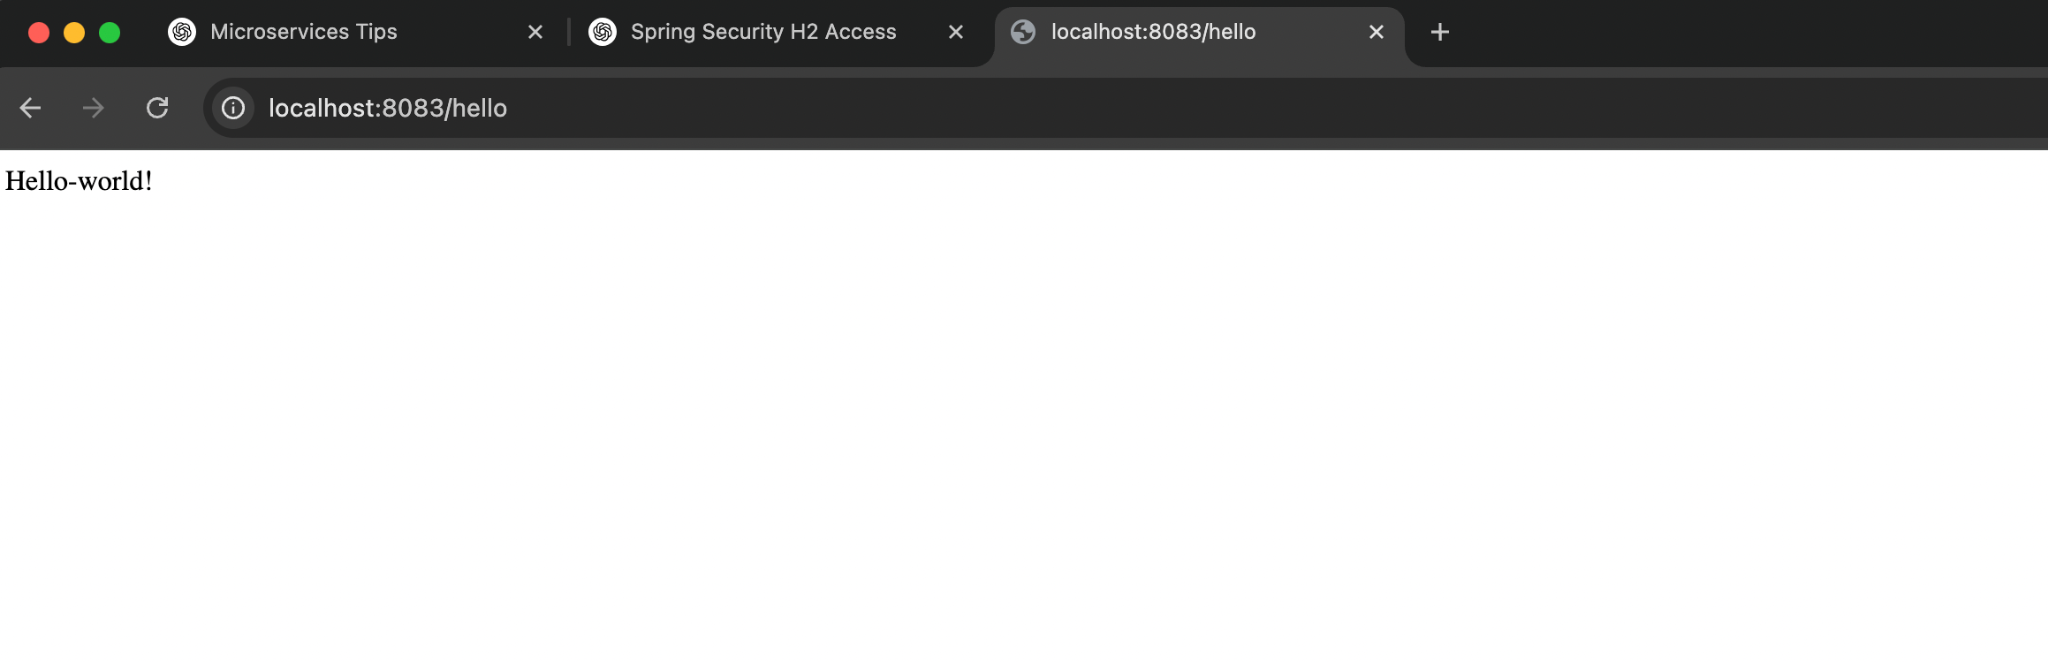 Microservices Tips
Spring Security H2 Access
localhost:8083/hello
localhost:8083/hello
Hello-world!